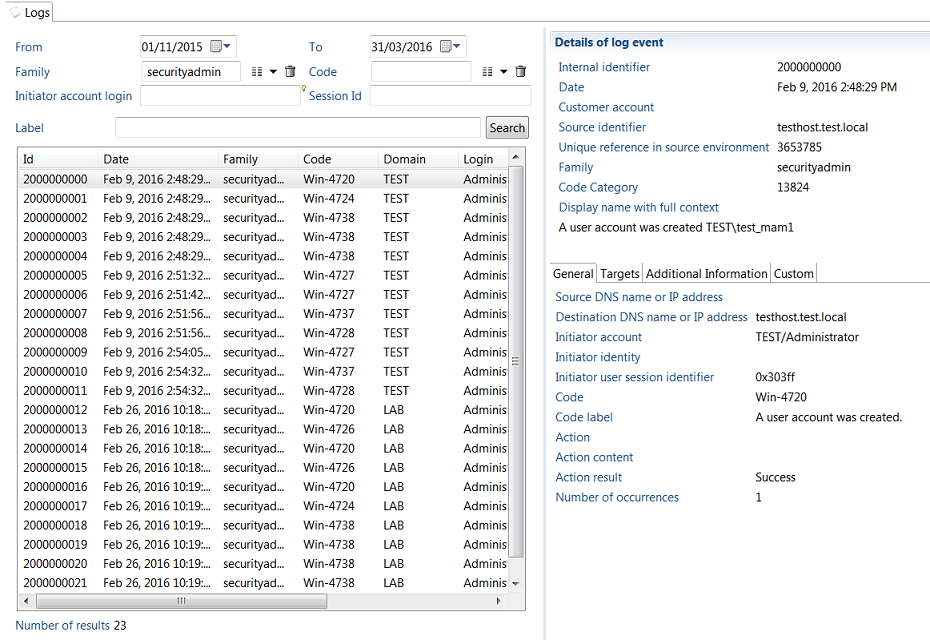 Logs
From 01/11/2015 To 31/03/2016
Family securityadmin Code
Initiator account login Session Id
Label Search
Id Date Family Code Domain Login
2000000000 Feb 9, 2016 2:48:29... securityad... Win-4720 TEST Adminis
2000000001 Feb 9, 2016 2:48:29... securityad... Win-4724 TEST Adminis
2000000002 Feb 9, 2016 2:48:29... securityad... Win-4738 TEST Adminis
2000000003 Feb 9, 2016 2:48:29... securityad... Win-4738 TEST Adminis
2000000004 Feb 9, 2016 2:48:29... securityad... Win-4738 TEST Adminis
2000000005 Feb 9, 2016 2:51:32... securityad... Win-4727 TEST Adminis
2000000006 Feb 9, 2016 2:51:42... securityad... Win-4727 TEST Adminis
2000000007 Feb 9, 2016 2:51:56... securityad... Win-4737 TEST Adminis
2000000008 Feb 9, 2016 2:51:56... securityad... Win-4728 TEST Adminis
2000000009 Feb 9, 2016 2:54:05... securityad... Win-4727 TEST Adminis
2000000010 Feb 9, 2016 2:54:32... securityad... Win-4737 TEST Adminis
2000000011 Feb 9, 2016 2:54:32... securityad... Win-4728 TEST Adminis
2000000012 Feb 26, 2016 10:18:... securityad... Win-4720 LAB Adminis
2000000013 Feb 26, 2016 10:18:... securityad... Win-4726 LAB Adminis
2000000014 Feb 26, 2016 10:18:... securityad... Win-4720 LAB Adminis
2000000015 Feb 26, 2016 10:18:... securityad... Win-4726 LAB Adminis
2000000016 Feb 26, 2016 10:19:... securityad... Win-4720 LAB Adminis
2000000017 Feb 26, 2016 10:19:... securityad... Win-4724 LAB Adminis
2000000018 Feb 26, 2016 10:19:... securityad... Win-4738 LAB Adminis
2000000019 Feb 26, 2016 10:19:... securityad... Win-4738 LAB Adminis
2000000020 Feb 26, 2016 10:19:... securityad... Win-4738 LAB Adminis
2000000021 Feb 26, 2016 10:19:... securityad... Win-4738 LAB Adminis
Number of results 23
Details of log event
Internal identifier 2000000000
Date Feb 9, 2016 2:48:29 PM
Customer account
Source identifier testhost.test.local
Unique reference in source environment 3653785
Family securityadmin
Code Category 13824
Display name with full context
A user account was created TEST\test_mam1
General Targets Additional Information Custom
Source DNS name or IP address
Destination DNS name or IP address testhost.test.local
Initiator account TEST/Administrator
Initiator identity
Initiator user session identifier 0x303ff
Code Win-4720
Code label A user account was created.
Action
Action content
Action result Success
Number of occurrences 1